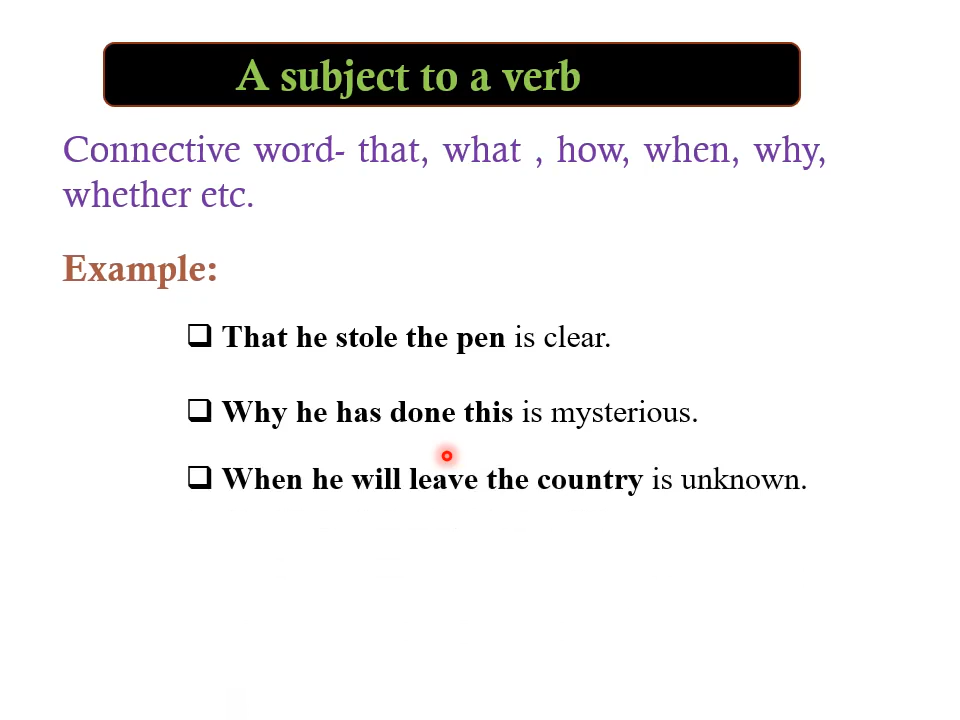 A subject to a verb
Connective word- that, what , how, when, why,
whether etc.
Example:
❑ That he stole the pen is clear.
❑ Why he has done this is mysterious.
❑ When he will leave the country is unknown.